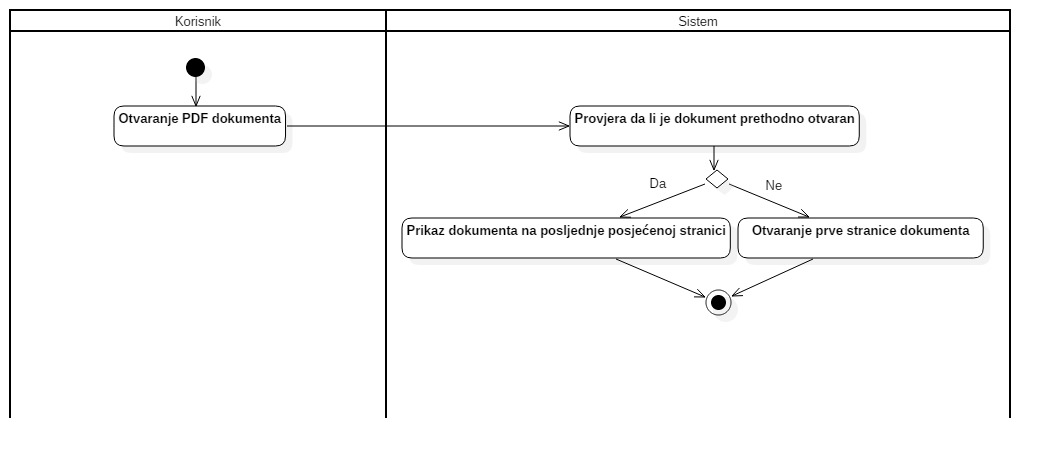 Korisnik
Sistem
Otvaranje PDF dokumenta
Provjera da li je dokument prethodno otvaran
Da
Ne
Prikaz dokumenta na posljednje posjećenoj stranici
Otvaranje prve stranice dokumenta